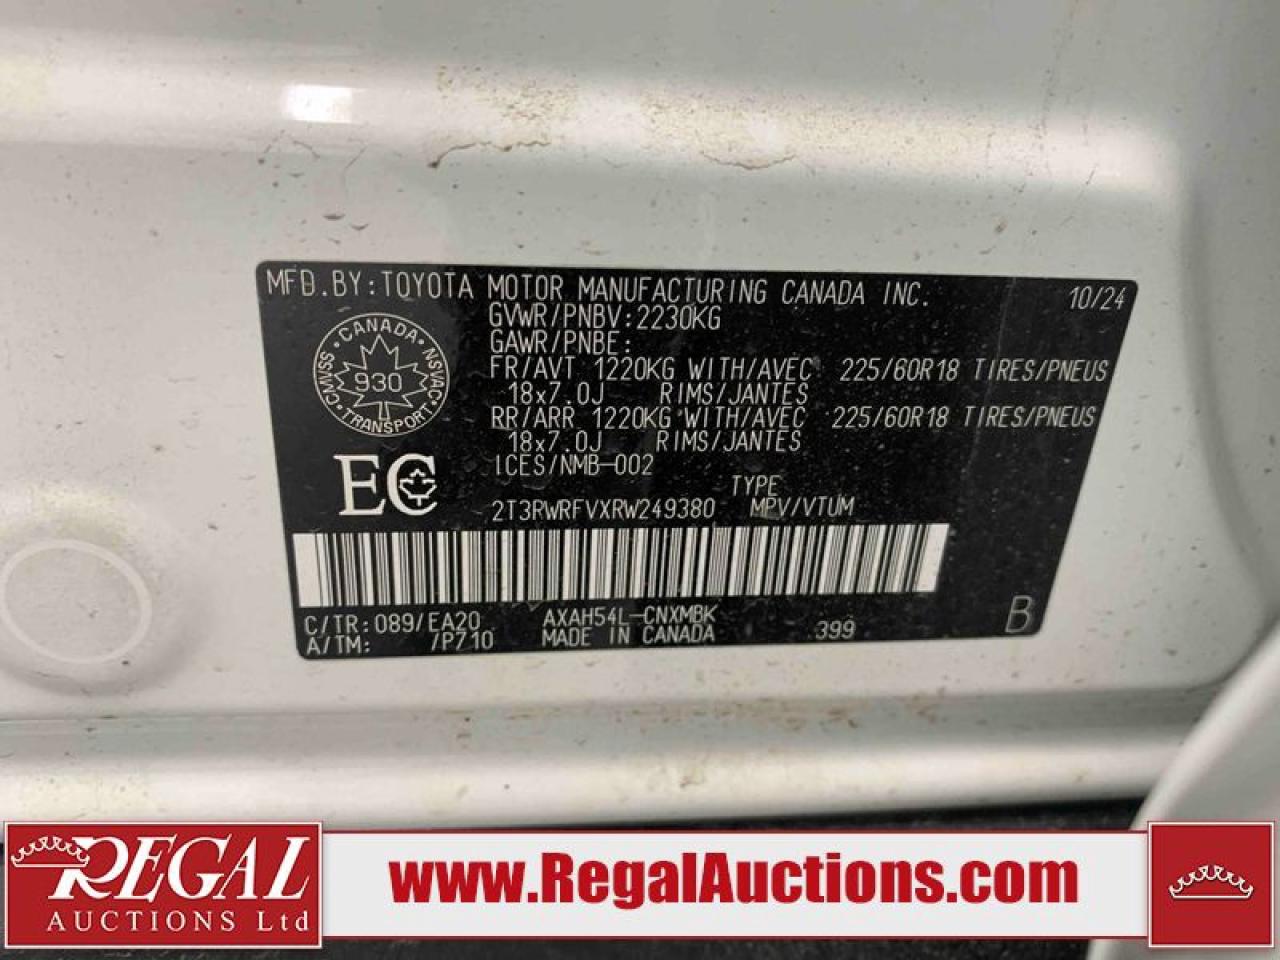 MFD.BY:TOYOTA MOTOR MANUFACTURING CANADA INC. 10/24
GVWR/PNBV:2230KG
GAWR/PNBE:
FR/AVT 1220KG WITH/AVEC 225/60R18 TIRES/PNEUS
18x7.0J RIMS/JANTES
RR/ARR 1220KG WITH/AVEC 225/60R18 TIRES/PNEUS
18x7.0J RIMS/JANTES
ICES/NMB-002
CANADA
CMVSS 930 NSVAC
TRANSPORT
EC
TYPE
2T3RWRFVXRW249380 MPV/VTUM
C/TR:089/EA20 AXAH54L-CNXMBK
A/TM: /P710 MADE IN CANADA 399
B
REGAL
AUCTIONS Ltd
www.RegalAuctions.com